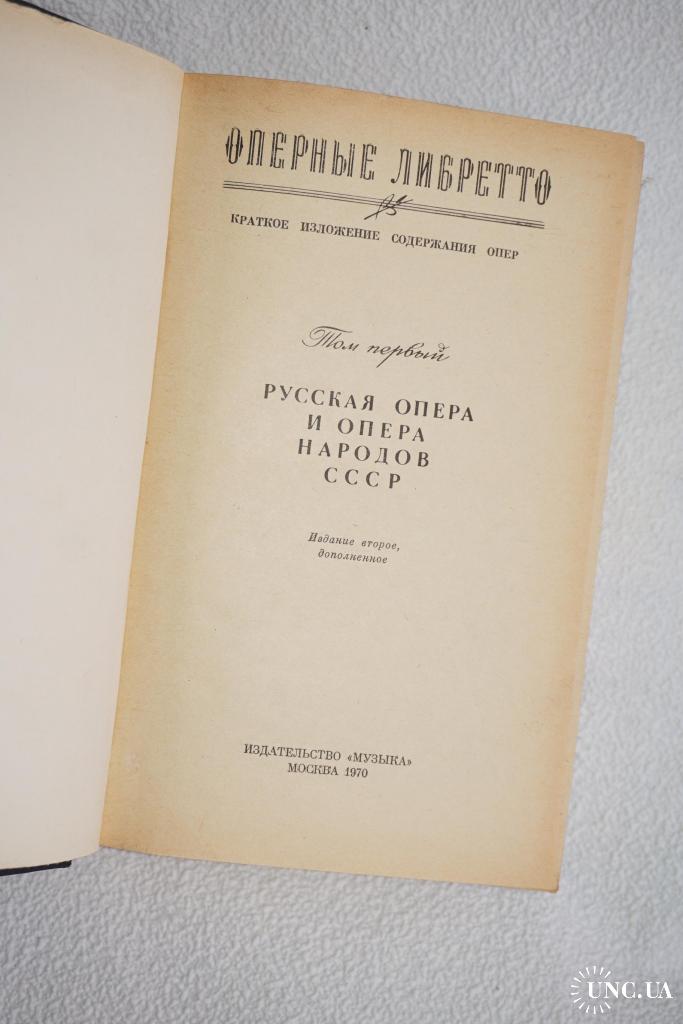 ОПЕРНЫЕ ЛИБРЕТТО
КРАТКОЕ ИЗЛОЖЕНИЕ СОДЕРЖАНИЯ ОПЕР
Том первый
РУССКАЯ ОПЕРА
И ОПЕРА
НАРОДОВ
СССР
Издание второе,
дополненное
ИЗДАТЕЛЬСТВО «МУЗЫКА»
МОСКВА 1970
UNC.UA